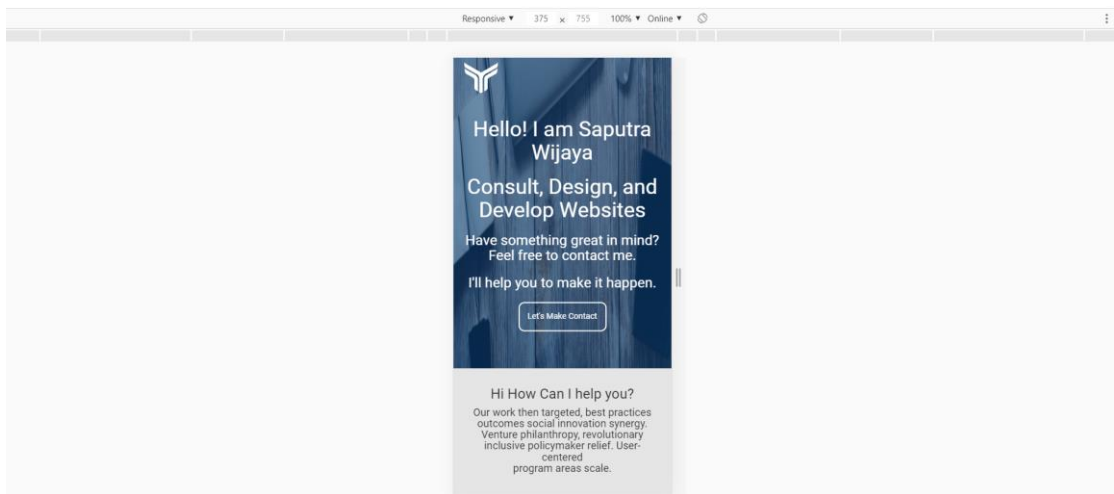 Responsive ▼ 375 x 755 100% ▼ Online ▼
Hello! I am Saputra
Wijaya
Consult, Design, and
Develop Websites
Have something great in mind?
Feel free to contact me.
I'll help you to make it happen.
Let's Make Contact
Hi How Can I help you?
Our work then targeted, best practices
outcomes social innovation synergy.
Venture philanthropy, revolutionary
inclusive policymaker relief. User-
centered
program areas scale.